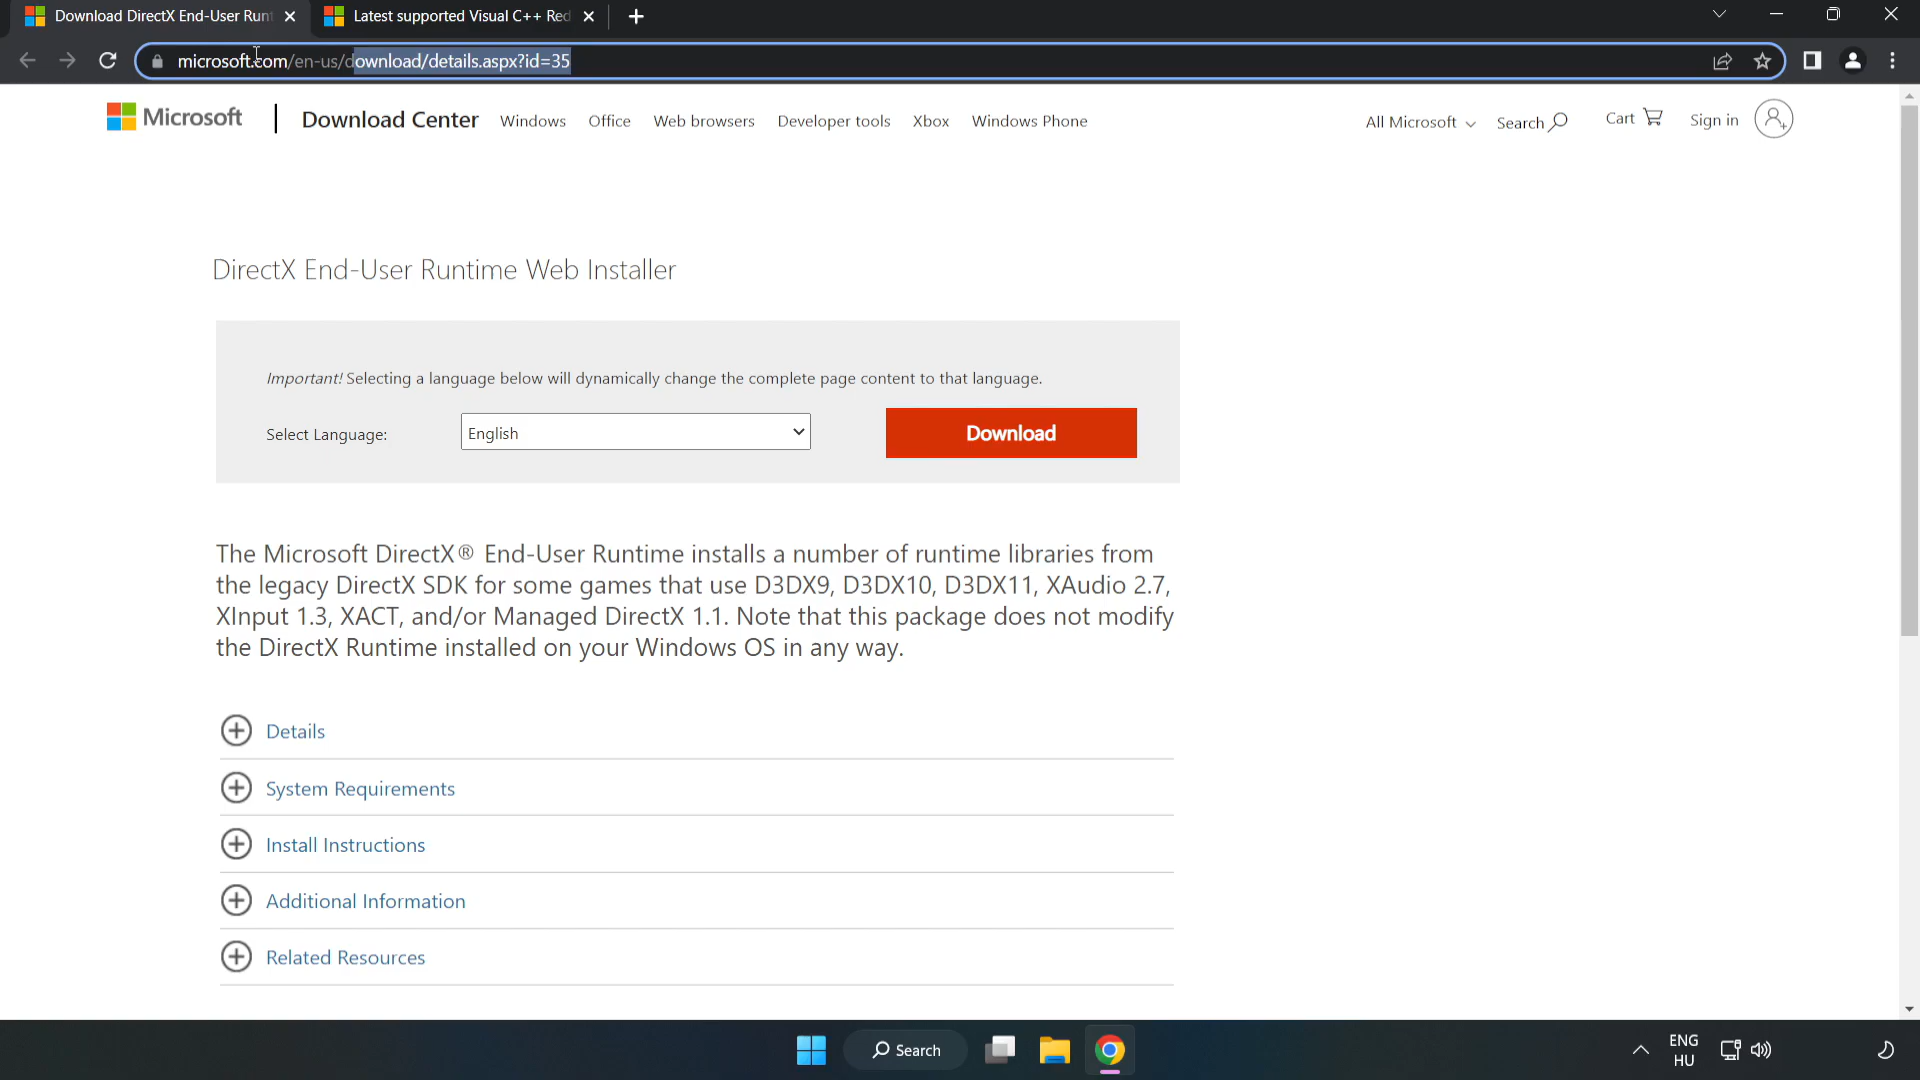 Download DirectX End-User Runt
Latest supported Visual C++ Red
microsoft.com/en-us/download/details.aspx?id=35
Microsoft
Download Center
Windows
Office
Web browsers
Developer tools
Xbox
Windows Phone
All Microsoft
Search
Cart
Sign in
DirectX End-User Runtime Web Installer
Important! Selecting a language below will dynamically change the complete page content to that language.
Select Language:
English
Download
The Microsoft DirectX® End-User Runtime installs a number of runtime libraries from
the legacy DirectX SDK for some games that use D3DX9, D3DX10, D3DX11, XAudio 2.7,
XInput 1.3, XACT, and/or Managed DirectX 1.1. Note that this package does not modify
the DirectX Runtime installed on your Windows OS in any way.
Details
System Requirements
Install Instructions
Additional Information
Related Resources
Search
ENG
HU